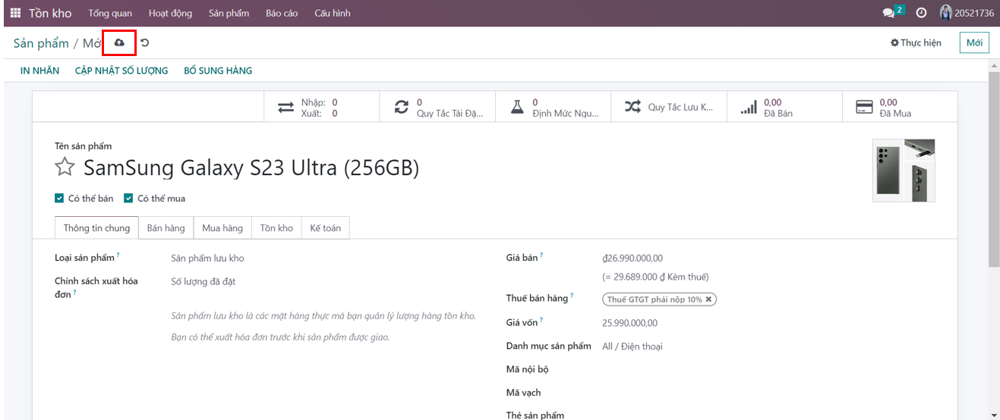 Tồn kho Tổng quan Hoạt động Sản phẩm Báo cáo Cấu hình 2 20521736
Sản phẩm / Mớ Thực hiện Mới
IN NHÃN CẬP NHẬT SỐ LƯỢNG BỔ SUNG HÀNG
Nhập: 0
Xuất: 0
0
Quy Tắc Tái Đặ...
0
Định Mức Ngu...
Quy Tắc Lưu K...
0,00
Đã Bán
0,00
Đã Mua
Tên sản phẩm
SamSung Galaxy S23 Ultra (256GB)
Có thể bán Có thể mua
Thông tin chung Bán hàng Mua hàng Tồn kho Kế toán
Loại sản phẩm ? Sản phẩm lưu kho
Chính sách xuất hóa
đơn ?
Số lượng đã đặt
Sản phẩm lưu kho là các mặt hàng thực mà bạn quản lý lượng hàng tồn kho.
Bạn có thể xuất hóa đơn trước khi sản phẩm được giao.
Giá bán ? ₫26.990.000,00
(= 29.689.000 ₫ Kèm thuế)
Thuế bán hàng ? Thuế GTGT phải nộp 10% ✖
Giá vốn ? 25.990.000,00
Danh mục sản phẩm All / Điện thoại
Mã nội bộ
Mã vạch
Thẻ sản phẩm